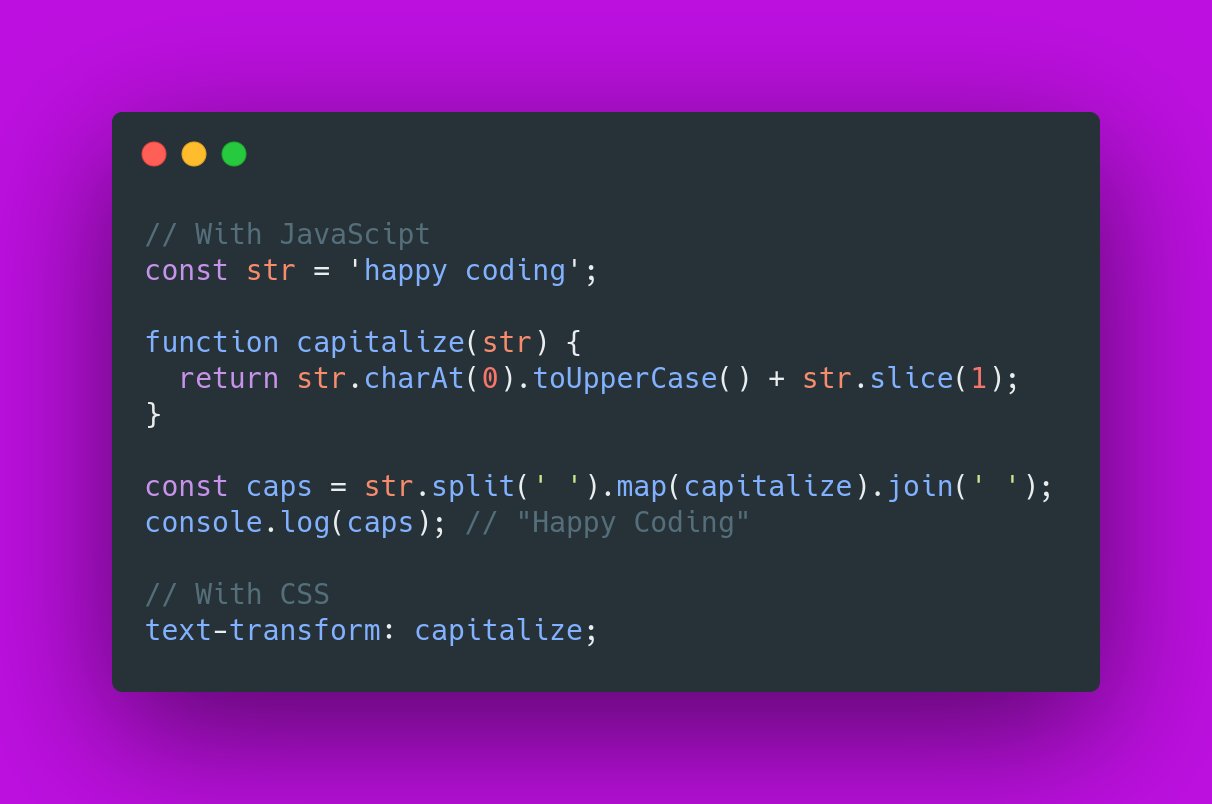 // With JavaScipt
const str = 'happy coding';
function capitalize(str) {
  return str.charAt(0).toUpperCase() + str.slice(1);
}
const caps = str.split(' ').map(capitalize).join(' ');
console.log(caps); // "Happy Coding"
// With CSS
text-transform: capitalize;